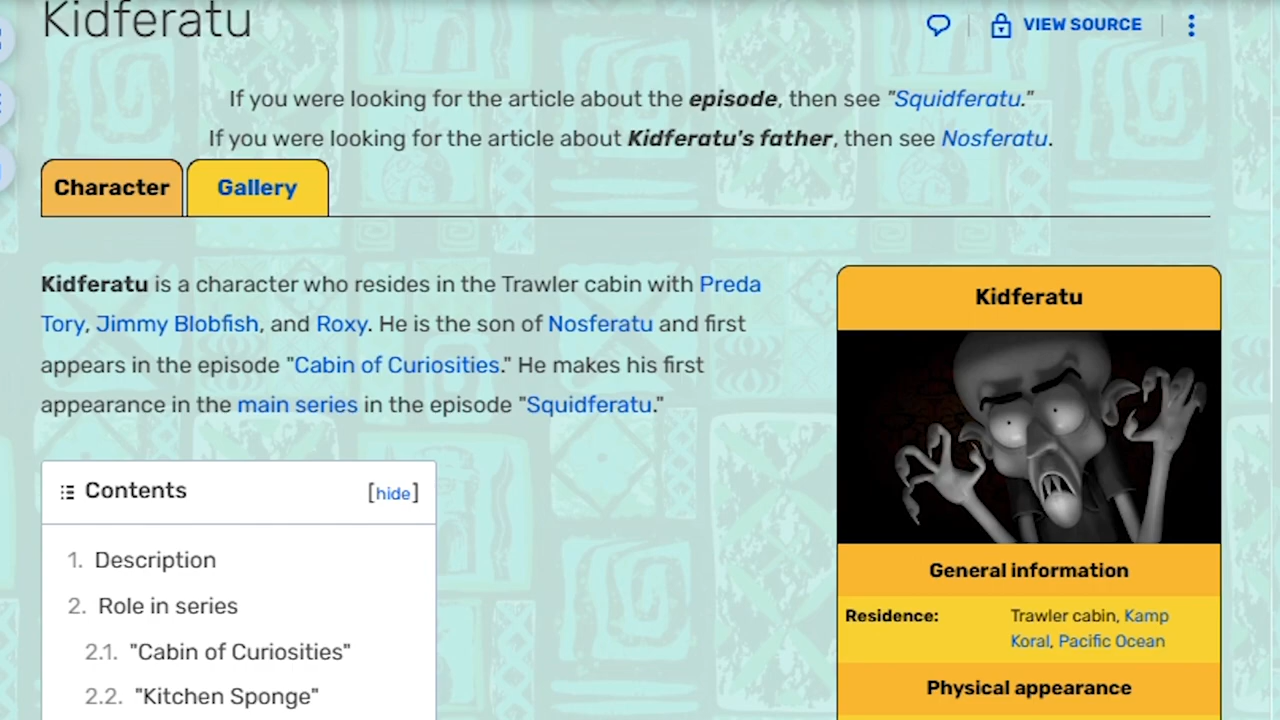 Kidferatu
VIEW SOURCE
If you were looking for the article about the episode, then see "Squidferatu."
If you were looking for the article about Kidferatu's father, then see Nosferatu.
Character
Gallery
Kidferatu is a character who resides in the Trawler cabin with Preda
Tory, Jimmy Blobfish, and Roxy. He is the son of Nosferatu and first
appears in the episode "Cabin of Curiosities." He makes his first
appearance in the main series in the episode "Squidferatu."
Contents [hide]
1. Description
2. Role in series
2.1. "Cabin of Curiosities"
2.2. "Kitchen Sponge"
Kidferatu
General information
Residence: Trawler cabin, Kamp
Koral, Pacific Ocean
Physical appearance